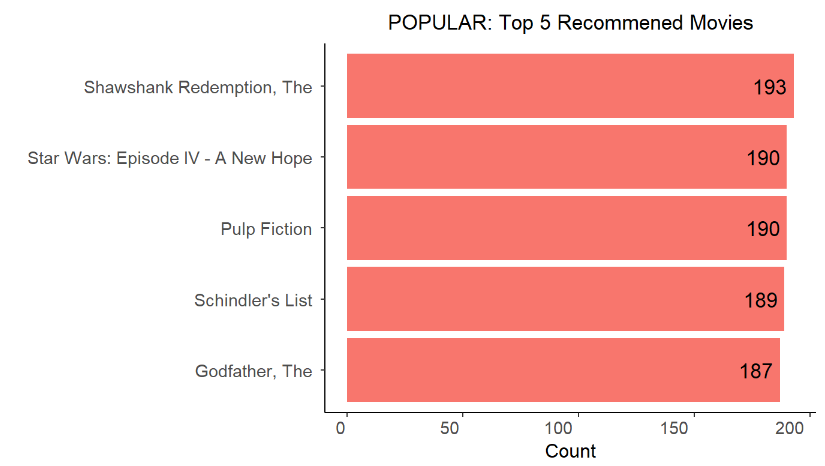 POPULAR: Top 5 Recommened Movies
Shawshank Redemption, The 193
Star Wars: Episode IV - A New Hope 190
Pulp Fiction 190
Schindler's List 189
Godfather, The 187
0 50 100 150 200
Count